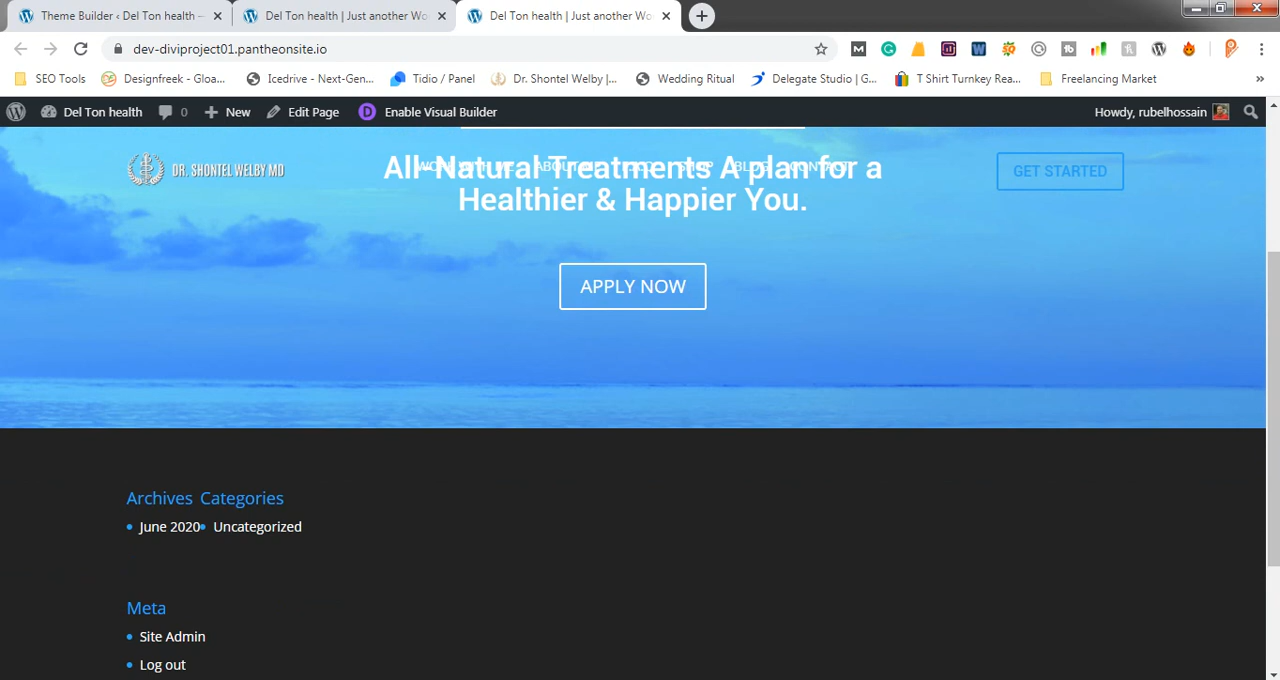 Theme Builder ‹ Del Ton health —
Del Ton health | Just another Wo
Del Ton health | Just another Wo
dev-diviproject01.pantheonsite.io
SEO Tools
Designfreek - Gloa...
Icedrive - Next-Gen...
Tidio / Panel
Dr. Shontel Welby |...
Wedding Ribal
Delegate Studio | G...
T Shirt Turnkey Rea...
Freelancing Market
»
Del Ton health
0
New
Edit Page
Enable Visual Builder
Howdy, rubelhossain
DR. SHONTEL WELBY MD
All Natural Treatments A plan for a
Healthier & Happier You.
SHOP
BLOG
CONTACT
GET STARTED
APPLY NOW
Archives
Categories
June 2020
Uncategorized
Meta
Site Admin
Log out